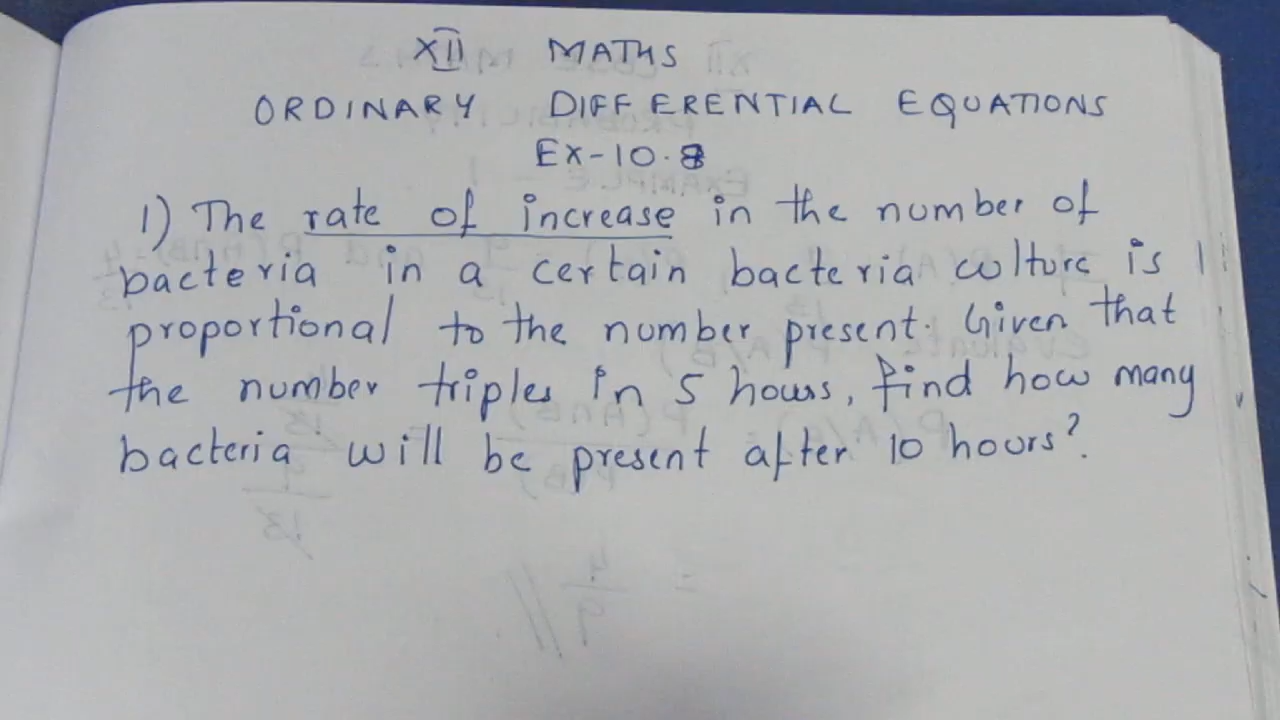 XII MATHS
ORDINARY DIFFERENTIAL EQUATIONS
Ex-10.8
1) The rate of increase in the number of
bacteria in a certain bacteria culture is
proportional to the number present. Given that
the number triples in 5 hours, find how many
bacteria will be present after 10 hours?